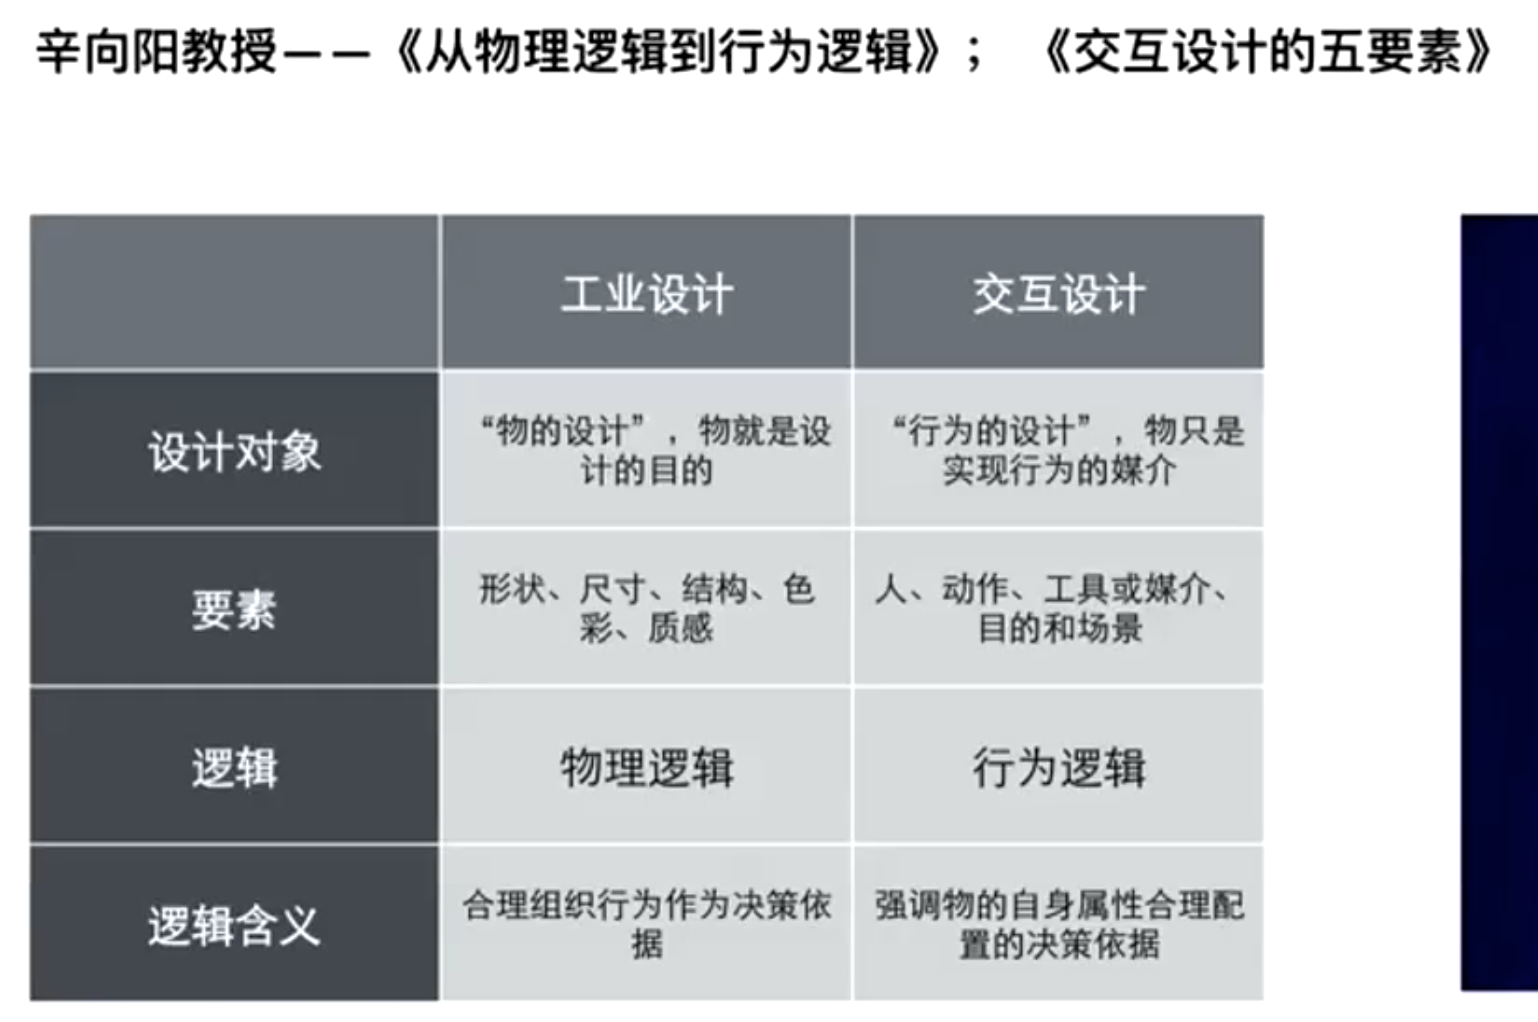 辛向阳教授——《从物理逻辑到行为逻辑》； 《交互设计的五要素》
工业设计
交互设计
设计对象
“物的设计”，物就是设
计的目的
“行为的设计”，物只是
实现行为的媒介
要素
形状、尺寸、结构、色
彩、质感
人、动作、工具或媒介、
目的和场景
逻辑
物理逻辑
行为逻辑
逻辑含义
合理组织行为作为决策依
据
强调物的自身属性合理配
置的决策依据